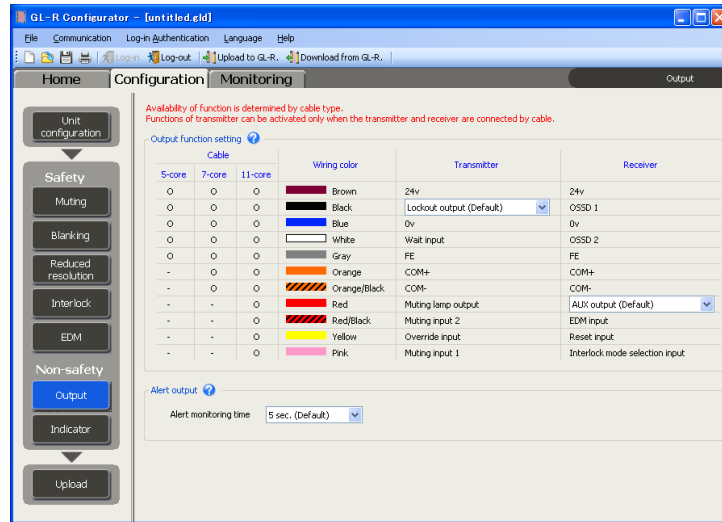 GL-R Configurator - [untitled.gld]
File Communication Log-in Authentication Language Help
Log-in Log-out Upload to GL-R. Download from GL-R.
Home Configuration Monitoring Output
Unit configuration
Safety
Muting
Blanking
Reduced resolution
Interlock
EDM
Non-safety
Output
Indicator
Upload
Availability of function is determined by cable type.
Functions of transmitter can be activated only when the transmitter and receiver are connected by cable.
Output function setting ?
Cable Wiring color Transmitter Receiver
5-core 7-core 11-core
O O O Brown 24v 24v
O O O Black Lockout output (Default) OSSD 1
O O O Blue 0v 0v
O O O White Wait input OSSD 2
O O O Gray FE FE
- O O Orange COM+ COM+
- O O Orange/Black COM- COM-
- - O Red Muting lamp output AUX output (Default)
- - O Red/Black Muting input 2 EDM input
- - O Yellow Override input Reset input
- - O Pink Muting input 1 Interlock mode selection input
Alert output ?
Alert monitoring time 5 sec. (Default)